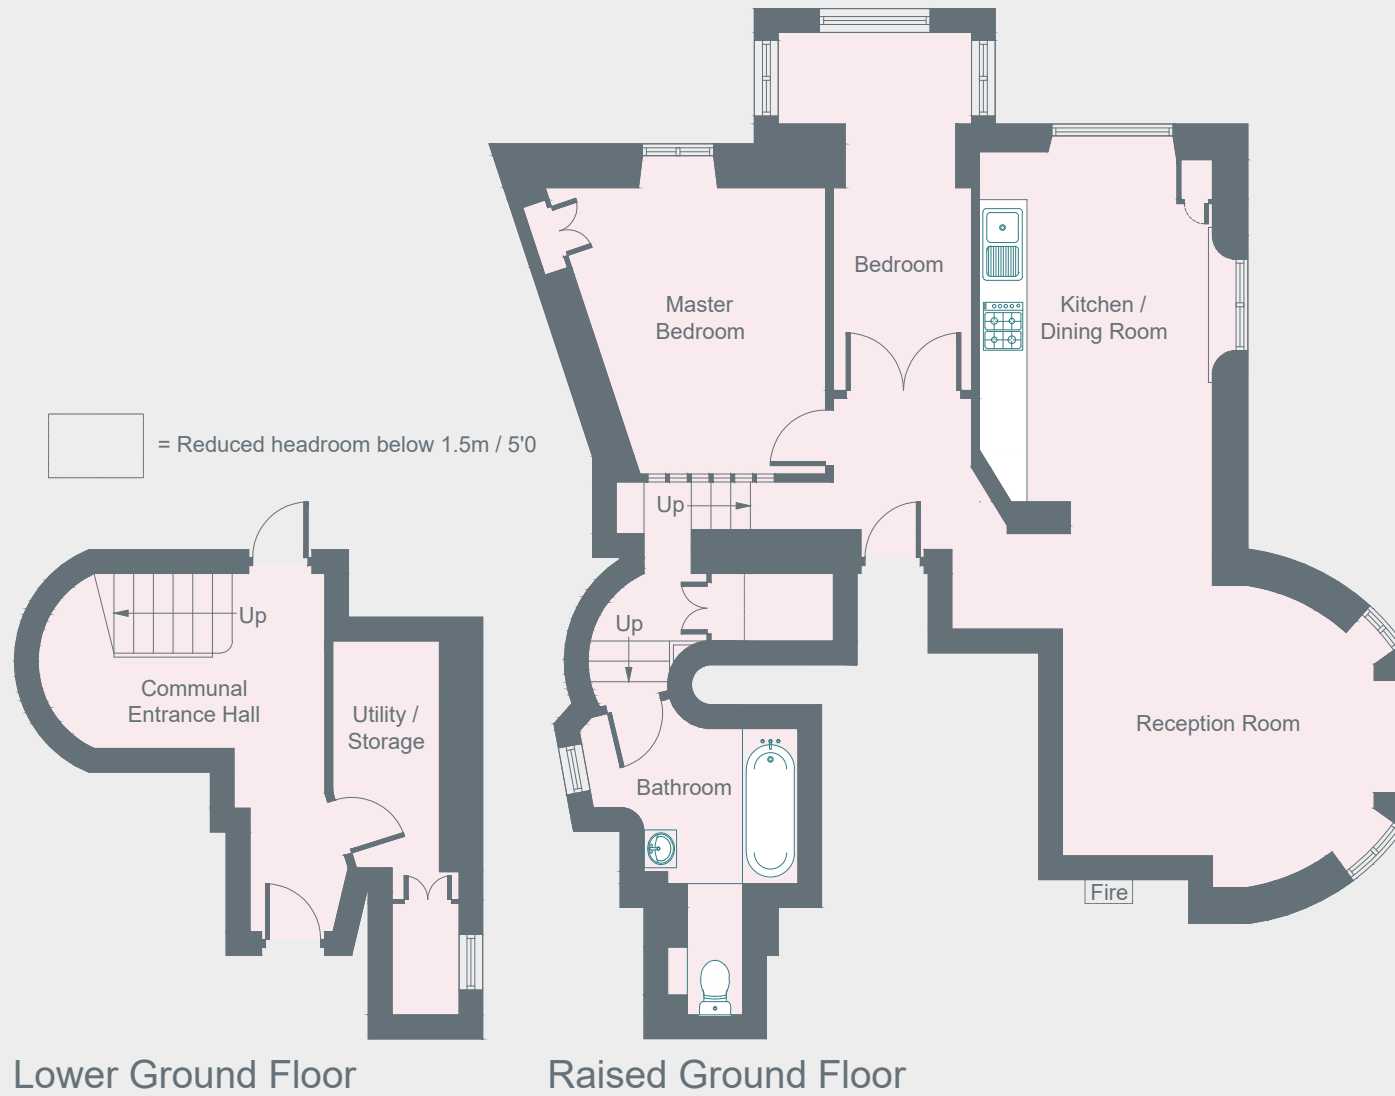 Bedroom
Master
Bedroom
Kitchen /
Dining Room
= Reduced headroom below 1.5m / 5'0
Up
Up
Up
Communal
Entrance Hall
Utility /
Storage
Reception Room
Bathroom
Fire
Lower Ground Floor
Raised Ground Floor